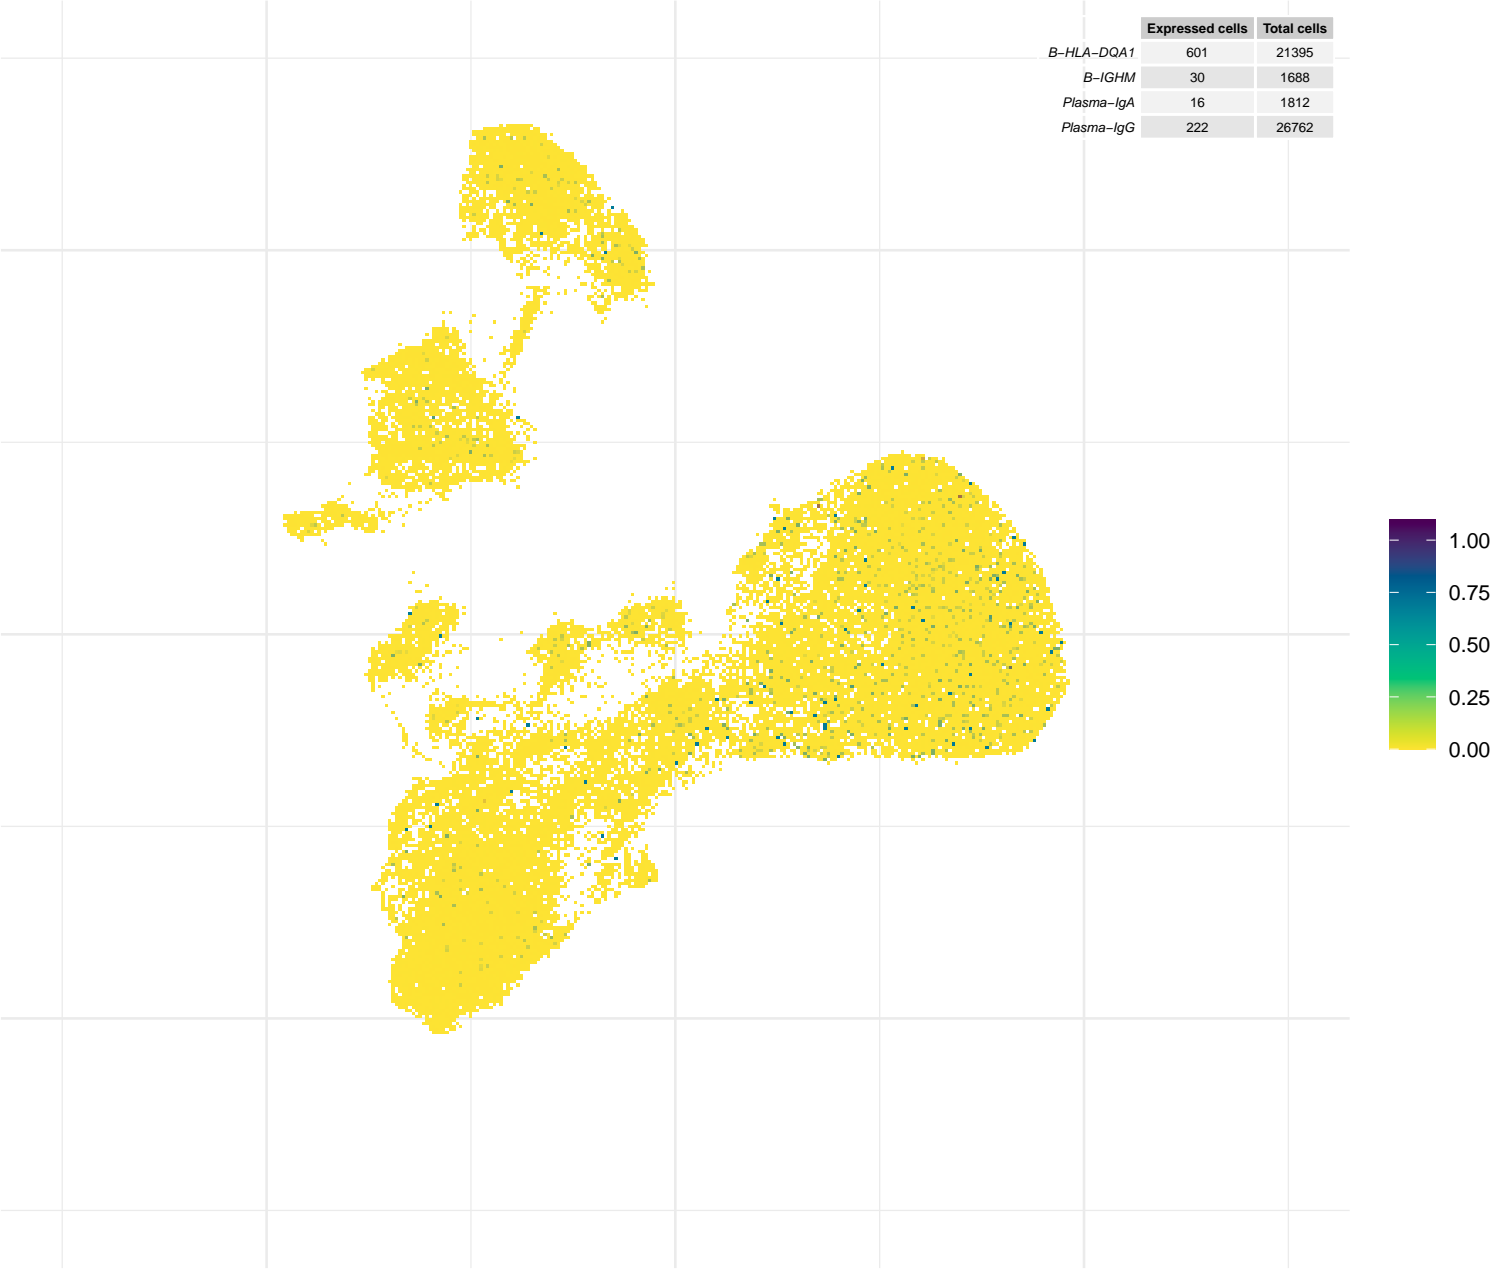 Expressed cells Total cells
B−HLA−DQA1 601 21395
B−IGHM 30 1688
Plasma−IgA 16 1812
Plasma−IgG 222 26762
1.00
0.75
0.50
0.25
0.00